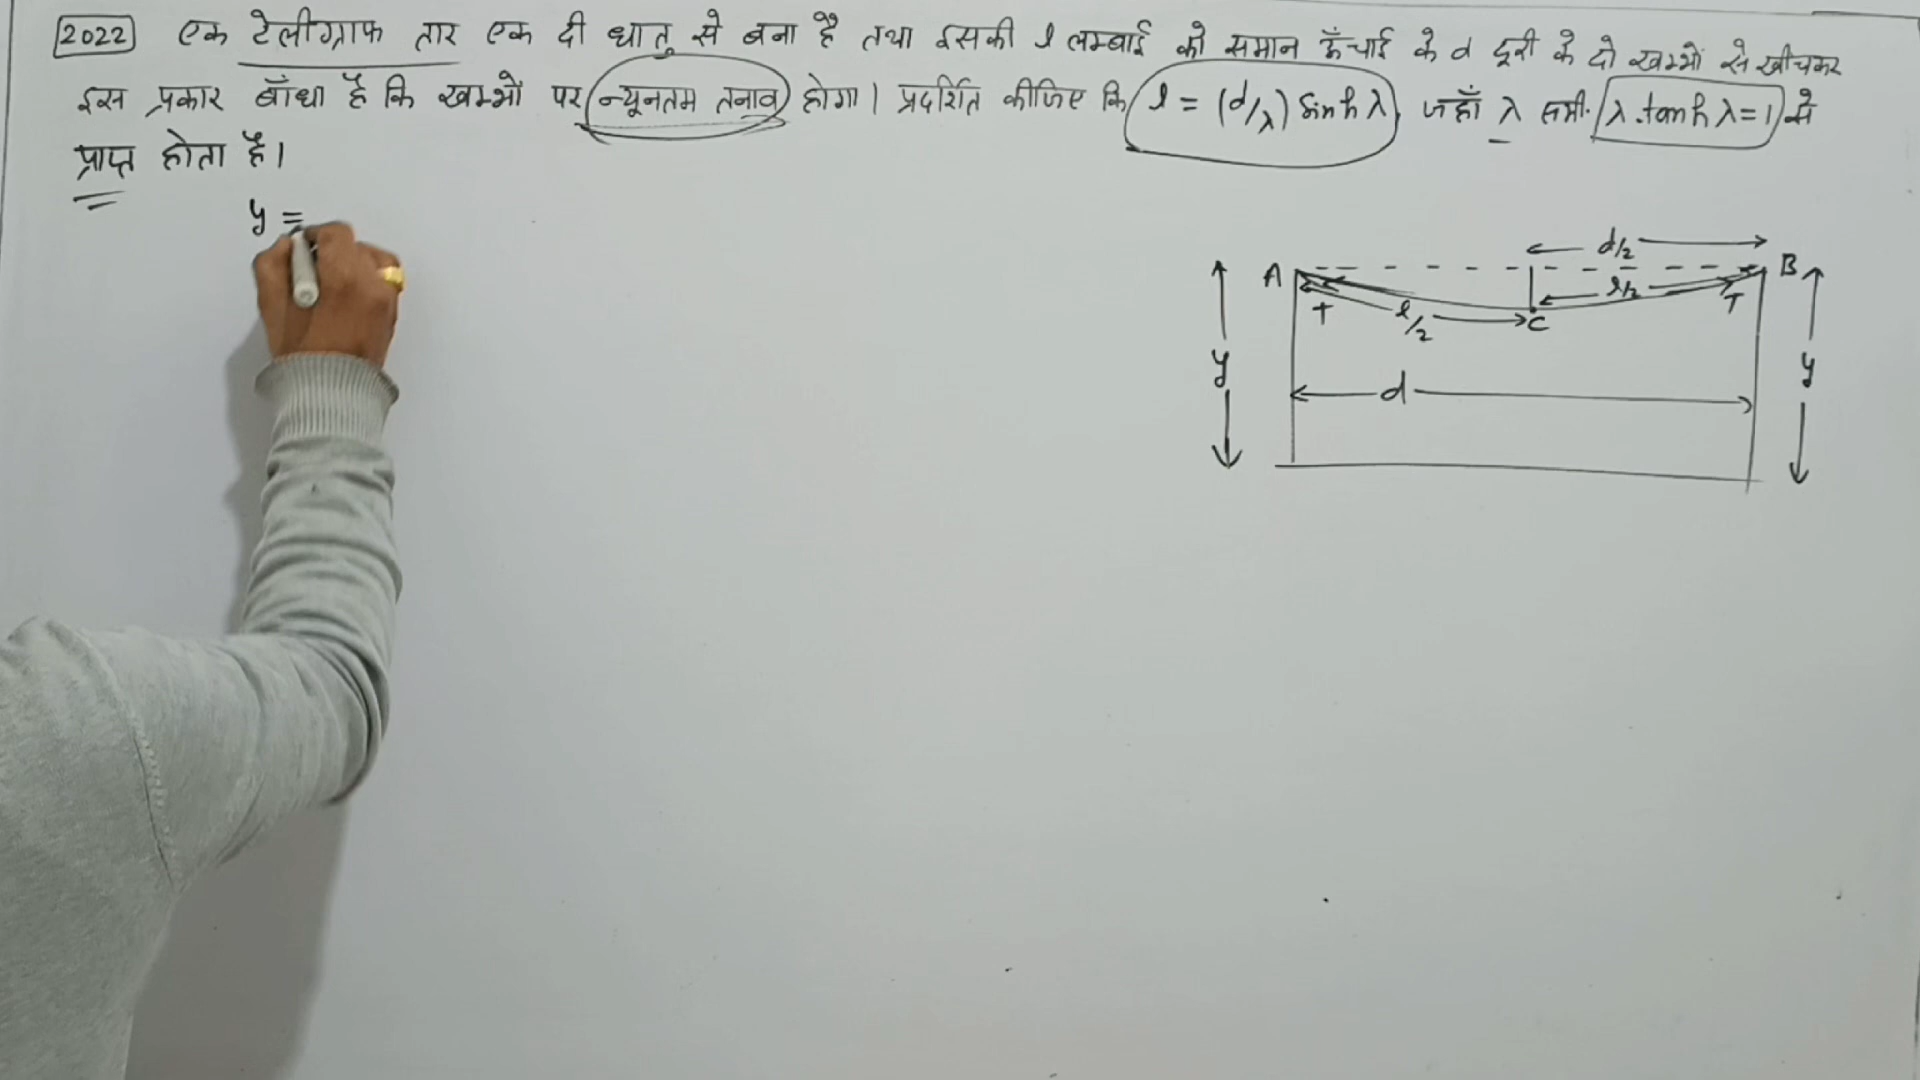 2022 एक टेलीग्राफ तार एक ही धातु से बना है तथा इसकी l लम्बाई को समान ऊँचाई के d दूरी के दो खम्भों से खींचकर
इस प्रकार बाँधा है कि खम्भों पर न्यूनतम तनाव होगा। प्रदर्शित कीजिए कि l = (d/λ) sinh λ, जहाँ λ समी. λ.tanh λ=1 से
प्राप्त होता है।
y =
d/2
A B
l/2 T
T l/2 C
y d y